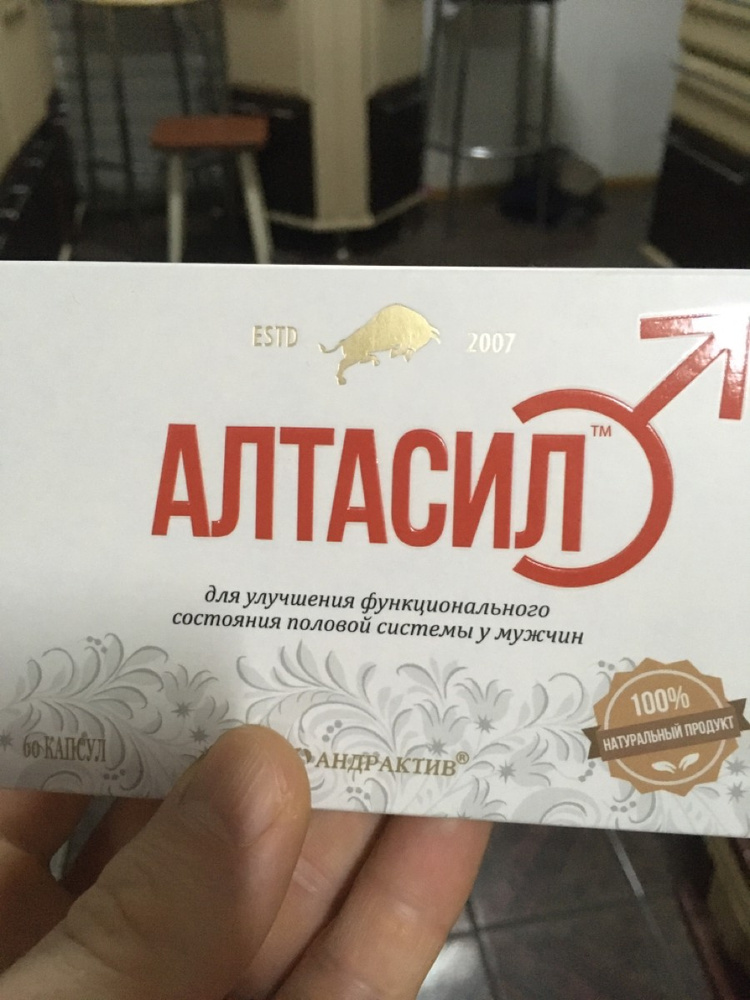 ESTD 2007
АЛТАСИЛ™
для улучшения функционального
состояния половой системы у мужчин
100%
НАТУРАЛЬНЫЙ ПРОДУКТ
60 КАПСУЛ
АНДРАКТИВ®